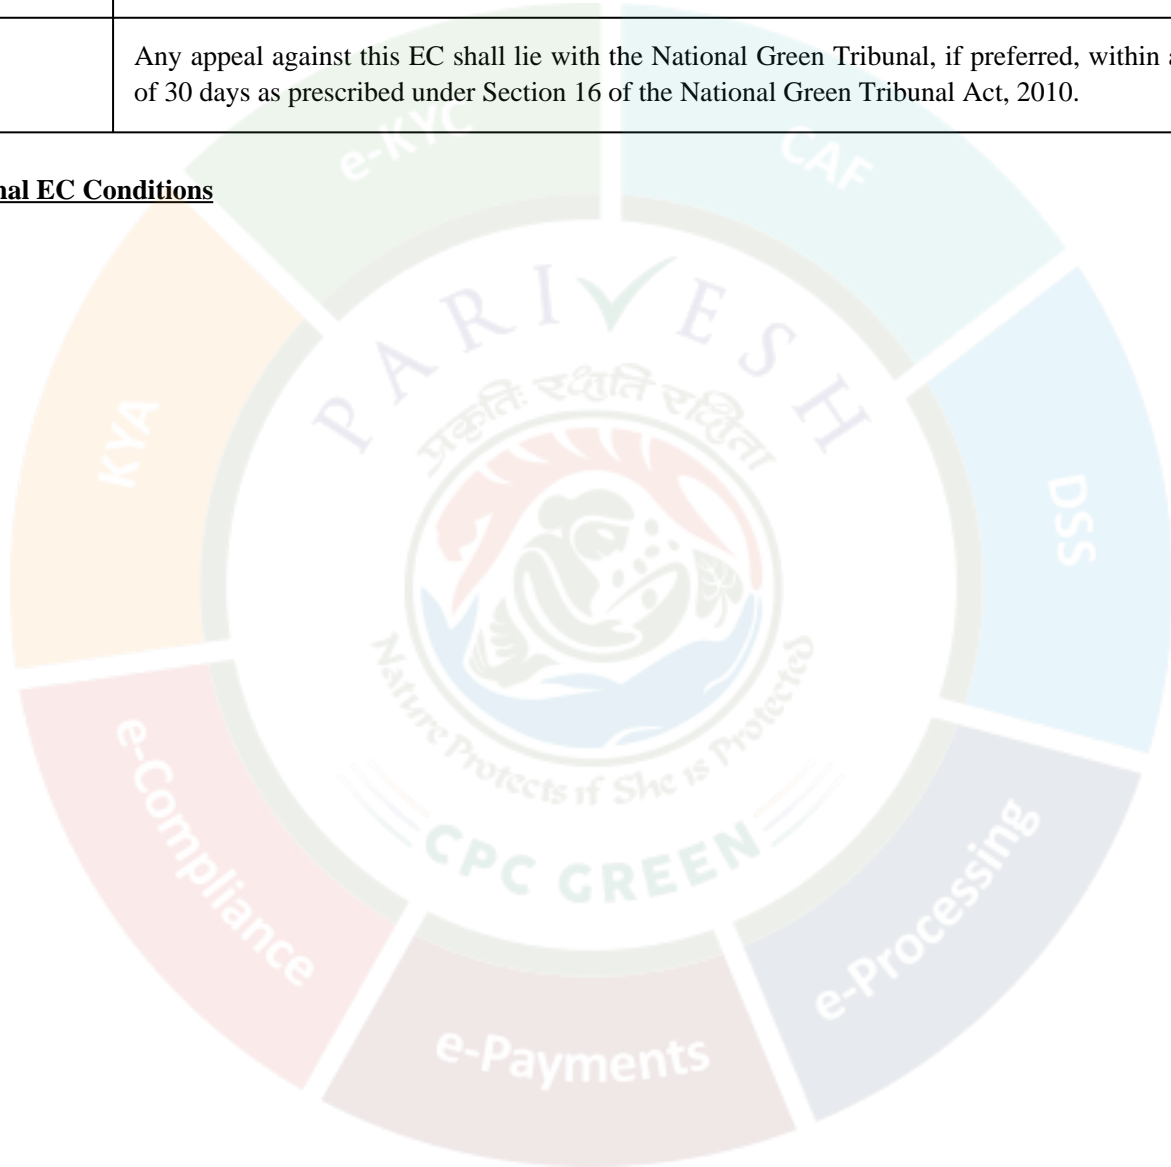 Any appeal against this EC shall lie with the National Green Tribunal, if preferred, within
of 30 days as prescribed under Section 16 of the National Green Tribunal Act, 2010.
nal EC Conditions
e-KYC
CAF
KYA
PARIVESH
प्रकृतिः रक्षति रक्षिता
DSS
Nature Protects if She is Protected
CPC GREEN
e-Compliance
e-Processing
e-Payments